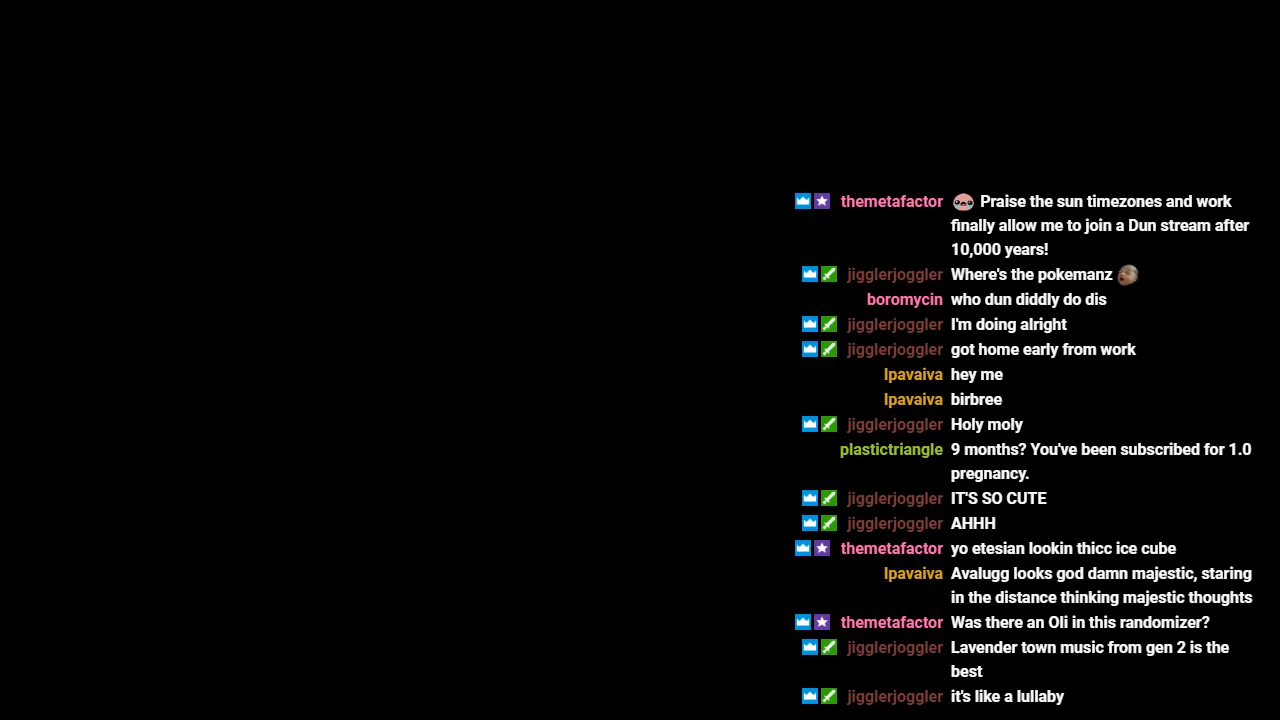 themetafactor Praise the sun timezones and work
finally allow me to join a Dun stream after
10,000 years!
jigglerjoggler Where's the pokemanz
boromycin who dun diddly do dis
jigglerjoggler I'm doing alright
jigglerjoggler got home early from work
lpavaiva hey me
lpavaiva birbree
jigglerjoggler Holy moly
plastictriangle 9 months? You've been subscribed for 1.0
pregnancy.
jigglerjoggler IT'S SO CUTE
jigglerjoggler AHHH
themetafactor yo etesian lookin thicc ice cube
lpavaiva Avalugg looks god damn majestic, staring
in the distance thinking majestic thoughts
themetafactor Was there an Oli in this randomizer?
jigglerjoggler Lavender town music from gen 2 is the
best
jigglerjoggler it's like a lullaby